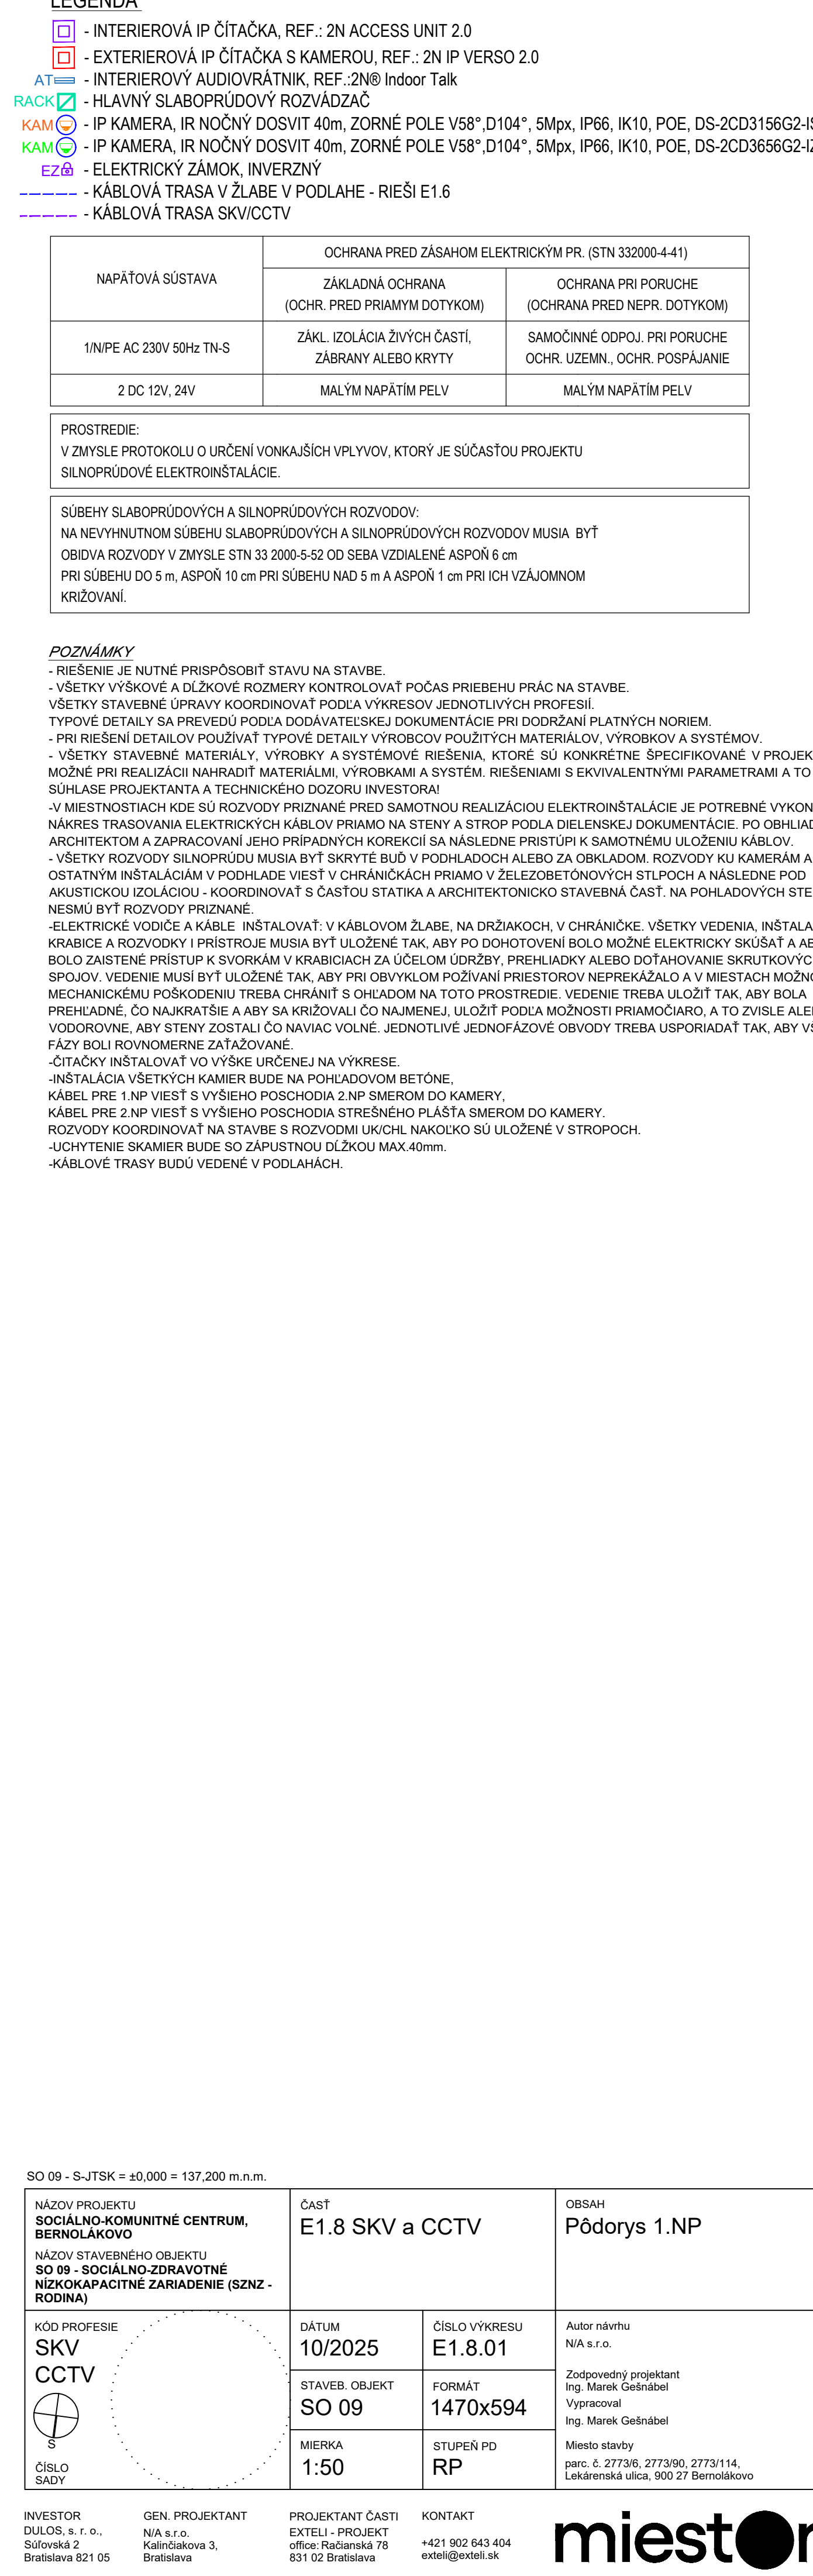 LEGENDA
- INTERIEROVÁ IP ČÍTAČKA, REF.: 2N ACCESS UNIT 2.0
- EXTERIEROVÁ IP ČÍTAČKA S KAMEROU, REF.: 2N IP VERSO 2.0
AT - INTERIEROVÝ AUDIOVRÁTNIK, REF.:2N® Indoor Talk
RACK - HLAVNÝ SLABOPRÚDOVÝ ROZVÁDZAČ
KAM - IP KAMERA, IR NOČNÝ DOSVIT 40m, ZORNÉ POLE V58°,D104°, 5Mpx, IP66, IK10, POE, DS-2CD3156G2-IS
KAM - IP KAMERA, IR NOČNÝ DOSVIT 40m, ZORNÉ POLE V58°,D104°, 5Mpx, IP66, IK10, POE, DS-2CD3656G2-IZ
EZ - ELEKTRICKÝ ZÁMOK, INVERZNÝ
- KÁBLOVÁ TRASA V ŽLABE V PODLAHE - RIEŠI E1.6
- KÁBLOVÁ TRASA SKV/CCTV
NAPÄŤOVÁ SÚSTAVA
OCHRANA PRED ZÁSAHOM ELEKTRICKÝM PR. (STN 332000-4-41)
ZÁKLADNÁ OCHRANA
(OCHR. PRED PRIAMYM DOTYKOM)
OCHRANA PRI PORUCHE
(OCHRANA PRED NEPR. DOTYKOM)
1/N/PE AC 230V 50Hz TN-S
ZÁKL. IZOLÁCIA ŽIVÝCH ČASTÍ,
ZÁBRANY ALEBO KRYTY
SAMOČINNÉ ODPOJ. PRI PORUCHE
OCHR. UZEMN., OCHR. POSPÁJANIE
2 DC 12V, 24V
MALÝM NAPÄTÍM PELV
MALÝM NAPÄTÍM PELV
PROSTREDIE:
V ZMYSLE PROTOKOLU O URČENÍ VONKAJŠÍCH VPLYVOV, KTORÝ JE SÚČASŤOU PROJEKTU
SILNOPRÚDOVÉ ELEKTROINŠTALÁCIE.
SÚBEHY SLABOPRÚDOVÝCH A SILNOPRÚDOVÝCH ROZVODOV:
NA NEVYHNUTNOM SÚBEHU SLABOPRÚDOVÝCH A SILNOPRÚDOVÝCH ROZVODOV MUSIA BYŤ
OBIDVA ROZVODY V ZMYSLE STN 33 2000-5-52 OD SEBA VZDIALENÉ ASPOŇ 6 cm
PRI SÚBEHU DO 5 m, ASPOŇ 10 cm PRI SÚBEHU NAD 5 m A ASPOŇ 1 cm PRI ICH VZÁJOMNOM
KRIŽOVANÍ.
POZNÁMKY
- RIEŠENIE JE NUTNÉ PRISPÔSOBIŤ STAVU NA STAVBE.
- VŠETKY VÝŠKOVÉ A DĹŽKOVÉ ROZMERY KONTROLOVAŤ POČAS PRIEBEHU PRÁC NA STAVBE.
VŠETKY STAVEBNÉ ÚPRAVY KOORDINOVAŤ PODĽA VÝKRESOV JEDNOTLIVÝCH PROFESIÍ.
TYPOVÉ DETAILY SA PREVEDÚ PODĽA DODÁVATEĽSKEJ DOKUMENTÁCIE PRI DODRŽANÍ PLATNÝCH NORIEM.
- PRI RIEŠENÍ DETAILOV POUŽÍVAŤ TYPOVÉ DETAILY VÝROBCOV POUŽITÝCH MATERIÁLOV, VÝROBKOV A SYSTÉMOV.
- VŠETKY STAVEBNÉ MATERIÁLY, VÝROBKY A SYSTÉMOVÉ RIEŠENIA, KTORÉ SÚ KONKRÉTNE ŠPECIFIKOVANÉ V PROJEK
MOŽNÉ PRI REALIZÁCII NAHRADIŤ MATERIÁLMI, VÝROBKAMI A SYSTÉM. RIEŠENIAMI S EKVIVALENTNÝMI PARAMETRAMI A TO
SÚHLASE PROJEKTANTA A TECHNICKÉHO DOZORU INVESTORA!
-V MIESTNOSTIACH KDE SÚ ROZVODY PRIZNANÉ PRED SAMOTNOU REALIZÁCIOU ELEKTROINŠTALÁCIE JE POTREBNÉ VYKON
NÁKRES TRASOVANIA ELEKTRICKÝCH KÁBLOV PRIAMO NA STENY A STROP PODLA DIELENSKEJ DOKUMENTÁCIE. PO OBHLIAD
ARCHITEKTOM A ZAPRACOVANÍ JEHO PRÍPADNÝCH KOREKCIÍ SA NÁSLEDNE PRISTÚPI K SAMOTNÉMU ULOŽENIU KÁBLOV.
- VŠETKY ROZVODY SILNOPRÚDU MUSIA BYŤ SKRYTÉ BUĎ V PODHLADOCH ALEBO ZA OBKLADOM. ROZVODY KU KAMERÁM A
OSTATNÝM INŠTALÁCIÁM V PODHLADE VIESŤ V CHRÁNIČKÁCH PRIAMO V ŽELEZOBETÓNOVÝCH STLPOCH A NÁSLEDNE POD
AKUSTICKOU IZOLÁCIOU - KOORDINOVAŤ S ČASŤOU STATIKA A ARCHITEKTONICKO STAVEBNÁ ČASŤ. NA POHLADOVÝCH STE
NESMÚ BYŤ ROZVODY PRIZNANÉ.
-ELEKTRICKÉ VODIČE A KÁBLE INŠTALOVAŤ: V KÁBLOVOM ŽLABE, NA DRŽIAKOCH, V CHRÁNIČKE. VŠETKY VEDENIA, INŠTALA
KRABICE A ROZVODKY I PRÍSTROJE MUSIA BYŤ ULOŽENÉ TAK, ABY PO DOHOTOVENÍ BOLO MOŽNÉ ELEKTRICKY SKÚŠAŤ A AB
BOLO ZAISTENÉ PRÍSTUP K SVORKÁM V KRABICIACH ZA ÚČELOM ÚDRŽBY, PREHLIADKY ALEBO DOŤAHOVANIE SKRUTKOVÝC
SPOJOV. VEDENIE MUSÍ BYŤ ULOŽENÉ TAK, ABY PRI OBVYKLOM POŽÍVANÍ PRIESTOROV NEPREKÁŽALO A V MIESTACH MOŽNO
MECHANICKÉMU POŠKODENIU TREBA CHRÁNIŤ S OHĽADOM NA TOTO PROSTREDIE. VEDENIE TREBA ULOŽIŤ TAK, ABY BOLA
PREHĽADNÉ, ČO NAJKRATŠIE A ABY SA KRIŽOVALI ČO NAJMENEJ, ULOŽIŤ PODĽA MOŽNOSTI PRIAMOČIARO, A TO ZVISLE ALE
VODOROVNE, ABY STENY ZOSTALI ČO NAVIAC VOLNÉ. JEDNOTLIVÉ JEDNOFÁZOVÉ OBVODY TREBA USPORIADAŤ TAK, ABY VŠ
FÁZY BOLI ROVNOMERNE ZAŤAŽOVANÉ.
-ČITAČKY INŠTALOVAŤ VO VÝŠKE URČENEJ NA VÝKRESE.
-INŠTALÁCIA VŠETKÝCH KAMIER BUDE NA POHĽADOVOM BETÓNE,
KÁBEL PRE 1.NP VIESŤ S VYŠIEHO POSCHODIA 2.NP SMEROM DO KAMERY,
KÁBEL PRE 2.NP VIESŤ S VYŠIEHO POSCHODIA STREŠNÉHO PLÁŠŤA SMEROM DO KAMERY.
ROZVODY KOORDINOVAŤ NA STAVBE S ROZVODMI UK/CHL NAKOĽKO SÚ ULOŽENÉ V STROPOCH.
-UCHYTENIE SKAMIER BUDE SO ZÁPUSTNOU DĹŽKOU MAX.40mm.
-KÁBLOVÉ TRASY BUDÚ VEDENÉ V PODLAHÁCH.
SO 09 - S-JTSK = ±0,000 = 137,200 m.n.m.
NÁZOV PROJEKTU
SOCIÁLNO-KOMUNITNÉ CENTRUM,
BERNOLÁKOVO
NÁZOV STAVEBNÉHO OBJEKTU
SO 09 - SOCIÁLNO-ZDRAVOTNÉ
NÍZKOKAPACITNÉ ZARIADENIE (SZNZ -
RODINA)
ČASŤ
E1.8 SKV a CCTV
OBSAH
Pôdorys 1.NP
KÓD PROFESIE
SKV
CCTV
S
ČÍSLO
SADY
DÁTUM
10/2025
ČÍSLO VÝKRESU
E1.8.01
STAVEB. OBJEKT
SO 09
FORMÁT
1470x594
MIERKA
1:50
STUPEŇ PD
RP
Autor návrhu
N/A s.r.o.
Zodpovedný projektant
Ing. Marek Gešnábel
Vypracoval
Ing. Marek Gešnábel
Miesto stavby
parc. č. 2773/6, 2773/90, 2773/114,
Lekárenská ulica, 900 27 Bernolákovo
INVESTOR
DULOS, s. r. o.,
Súľovská 2
Bratislava 821 05
GEN. PROJEKTANT
N/A s.r.o.
Kalinčiakova 3,
Bratislava
PROJEKTANT ČASTI
EXTELI - PROJEKT
office: Račianská 78
831 02 Bratislava
KONTAKT
+421 902 643 404
exteli@exteli.sk
miestor